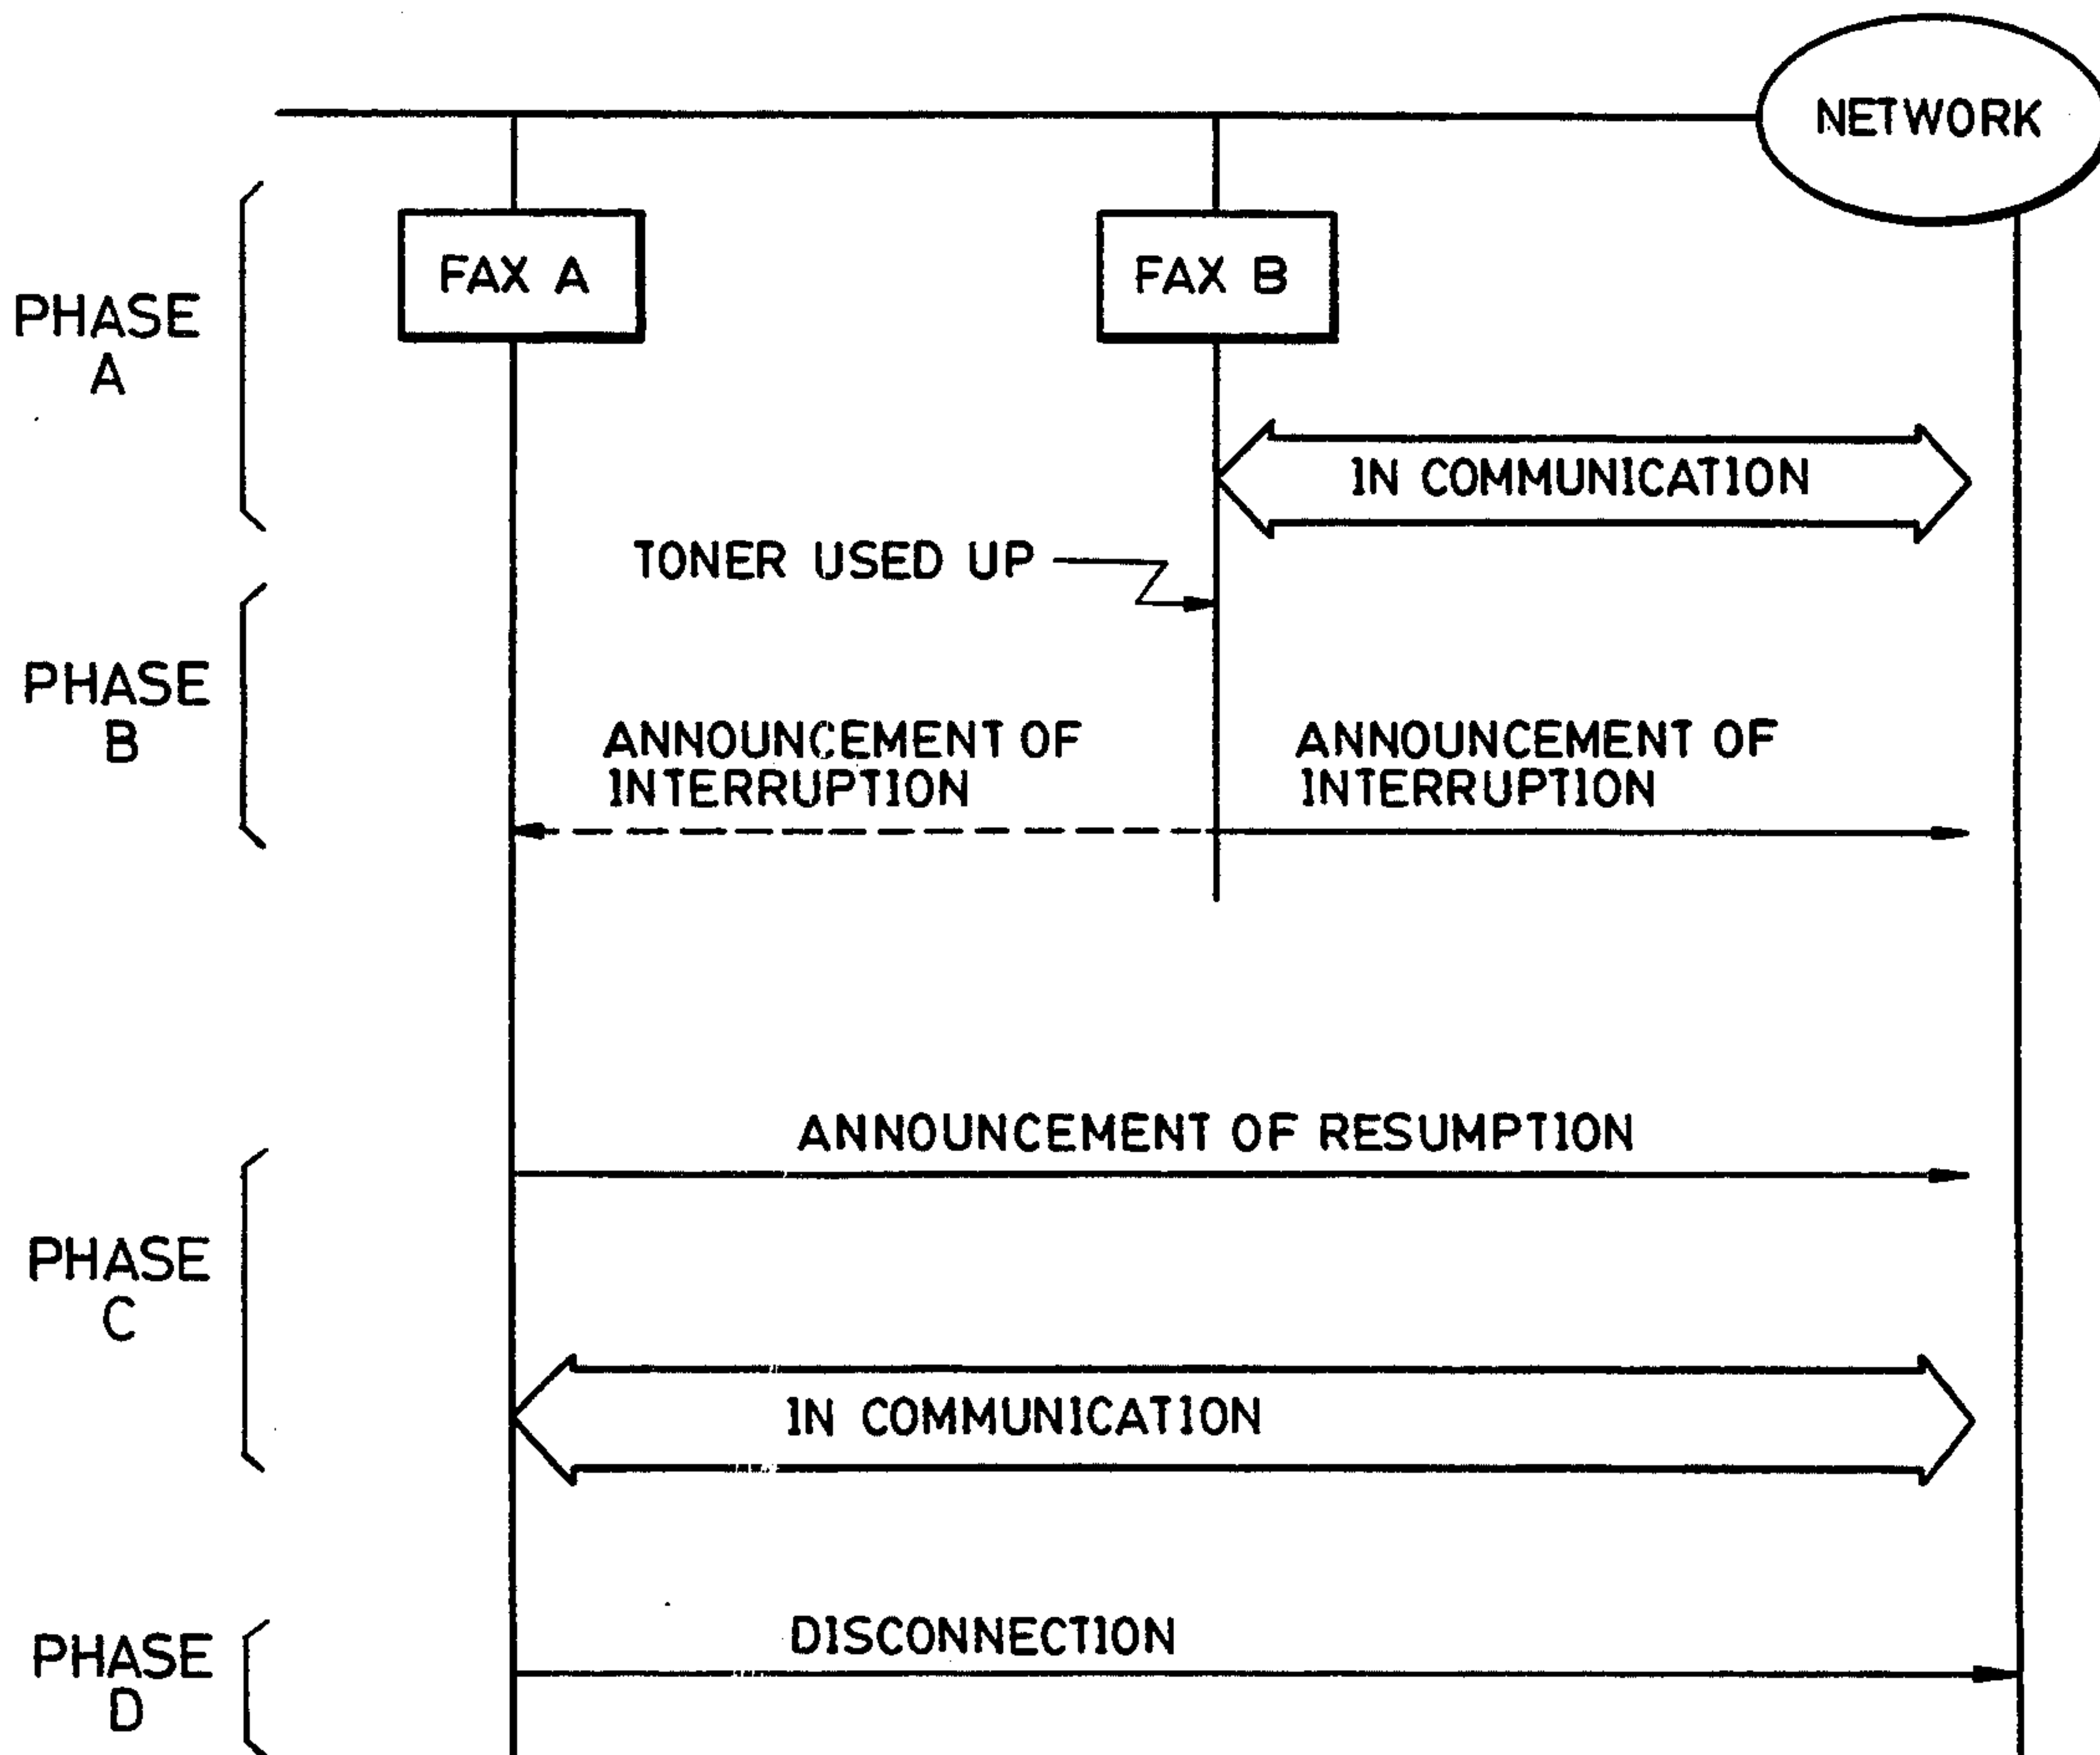 NETWORK
FAX A
FAX B
PHASE
A
IN COMMUNICATION
TONER USED UP
PHASE
B
ANNOUNCEMENT OF
INTERRUPTION
ANNOUNCEMENT OF
INTERRUPTION
ANNOUNCEMENT OF RESUMPTION
PHASE
C
IN COMMUNICATION
DISCONNECTION
PHASE
D